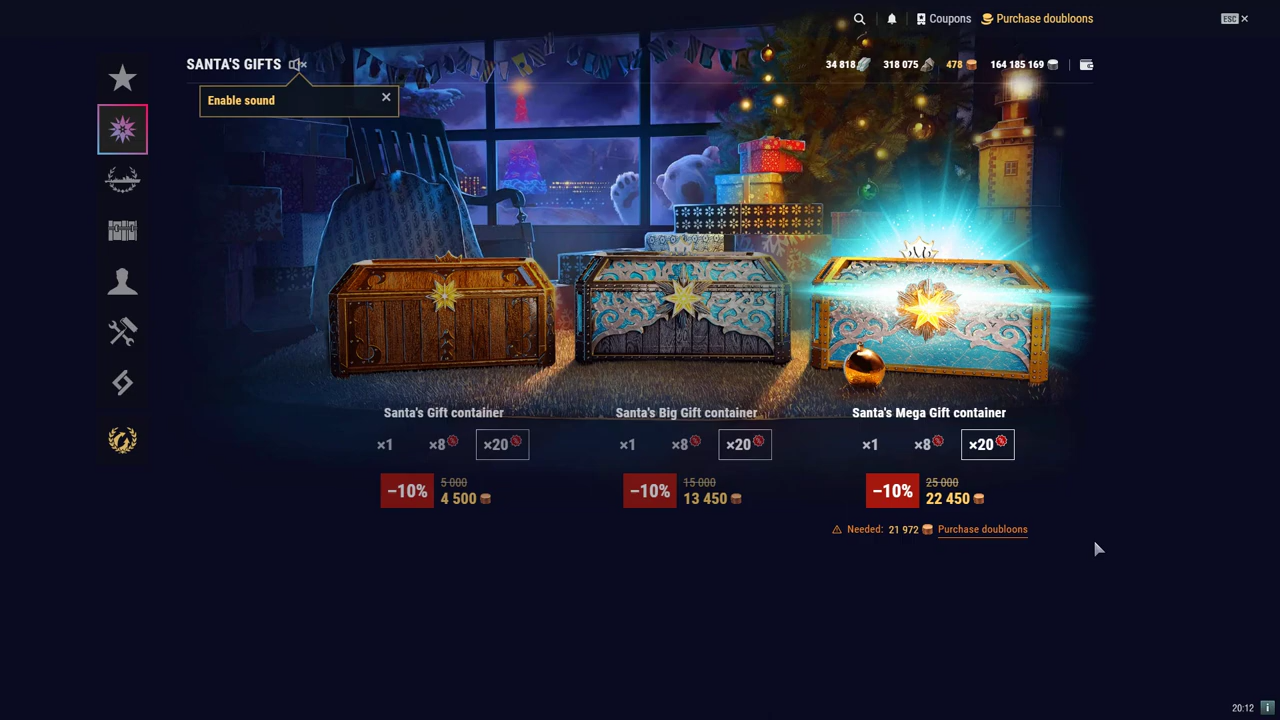 Coupons Purchase doubloons ESC ×
SANTA'S GIFTS 34 818 318 075 478 164 185 169
Enable sound
Santa's Gift container Santa's Big Gift container Santa's Mega Gift container
×1 ×8 ×20 ×1 ×8 ×20 ×1 ×8 ×20
−10% 5 000 −10% 15 000 −10% 25 000
4 500 13 450 22 450
Needed: 21 972 Purchase doubloons
20:12 i